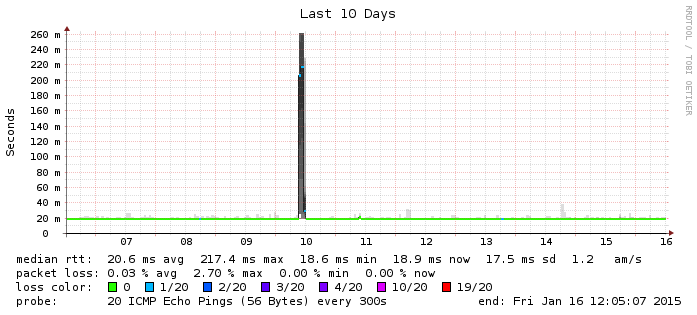 Last 10 Days
RRDTOOL / TOBI OETIKER
Seconds
260 m
240 m
220 m
200 m
180 m
160 m
140 m
120 m
100 m
80 m
60 m
40 m
20 m
0
07 08 09 10 11 12 13 14 15 16
median rtt: 20.6 ms avg 217.4 ms max 18.6 ms min 18.9 ms now 17.5 ms sd 1.2 am/s
packet loss: 0.03 % avg 2.70 % max 0.00 % min 0.00 % now
loss color: 0 1/20 2/20 3/20 4/20 10/20 19/20
probe: 20 ICMP Echo Pings (56 Bytes) every 300s end: Fri Jan 16 12:05:07 2015